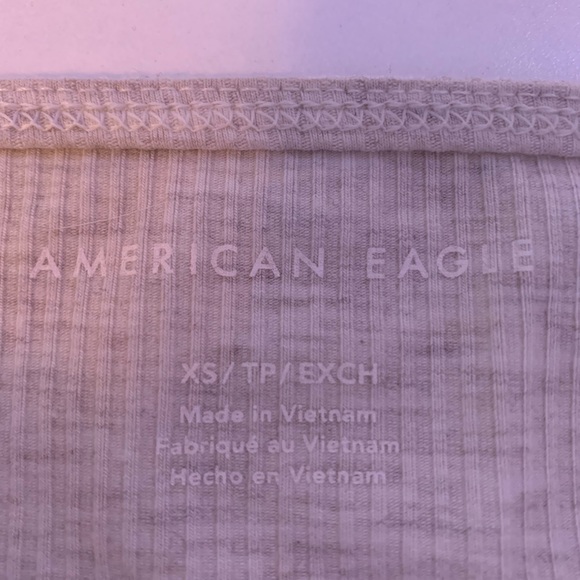 AMERICAN EAGLE
XS/TP/EXCH
Made in Vietnam
Fabriqué au Vietnam
Hecho en Vietnam